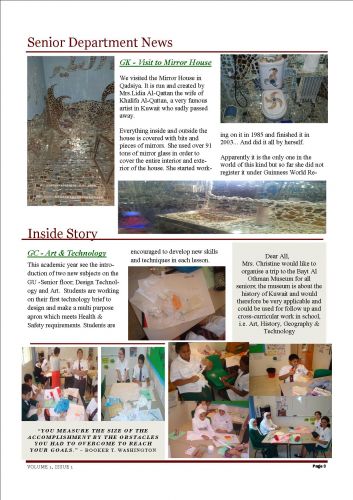 Senior Department News
GK - Visit to Mirror House
We visited the Mirror House in
Qadsiya. It is run and created by
Mrs.Lidia Al-Qattan the wife of
Khalifa Al-Qattan, a very famous
artist in Kuwait who sadly passed
away.
Everything inside and outside the
house is covered with bits and
pieces of mirrors. She used over 91
tons of mirror glass in order to
cover the entire interior and exte-
rior of the house. She started work-
ing on it 1985 and finished it in
2003... And did it all by herself.
Apparently it is the only one in the
world of this kind but so far she did not
register it under Guinness World Re-
Inside Story
GC - Art & Technology
This academic year see the intro-
duction of two new subjects on the
GU -Senior floor; Design Technol-
ogy and Art. Students are working
on their first technology brief to
design and make a multi purpose
apron which meets Health &
Safety requirements. Students are
encouraged to develop new skills
and techniques in each lesson.
Dear All,
Mrs. Christine would like to
organise a trip to the Bayt Al
Othman Museum for all
seniors; the museum is about the
history of Kuwait and would
therefore be very applicable and
could be used for follow up and
cross-curricular work in school,
i.e. Art, History, Geography &
Technology
"YOU MEASURE THE SIZE OF THE
ACCOMPLISHMENT BY THE OBSTACLES
YOU HAD TO OVERCOME TO REACH
YOUR GOALS." ~ BOOKER T. WASHINGTON
VOLUME 1, ISSUE 1
Page 3